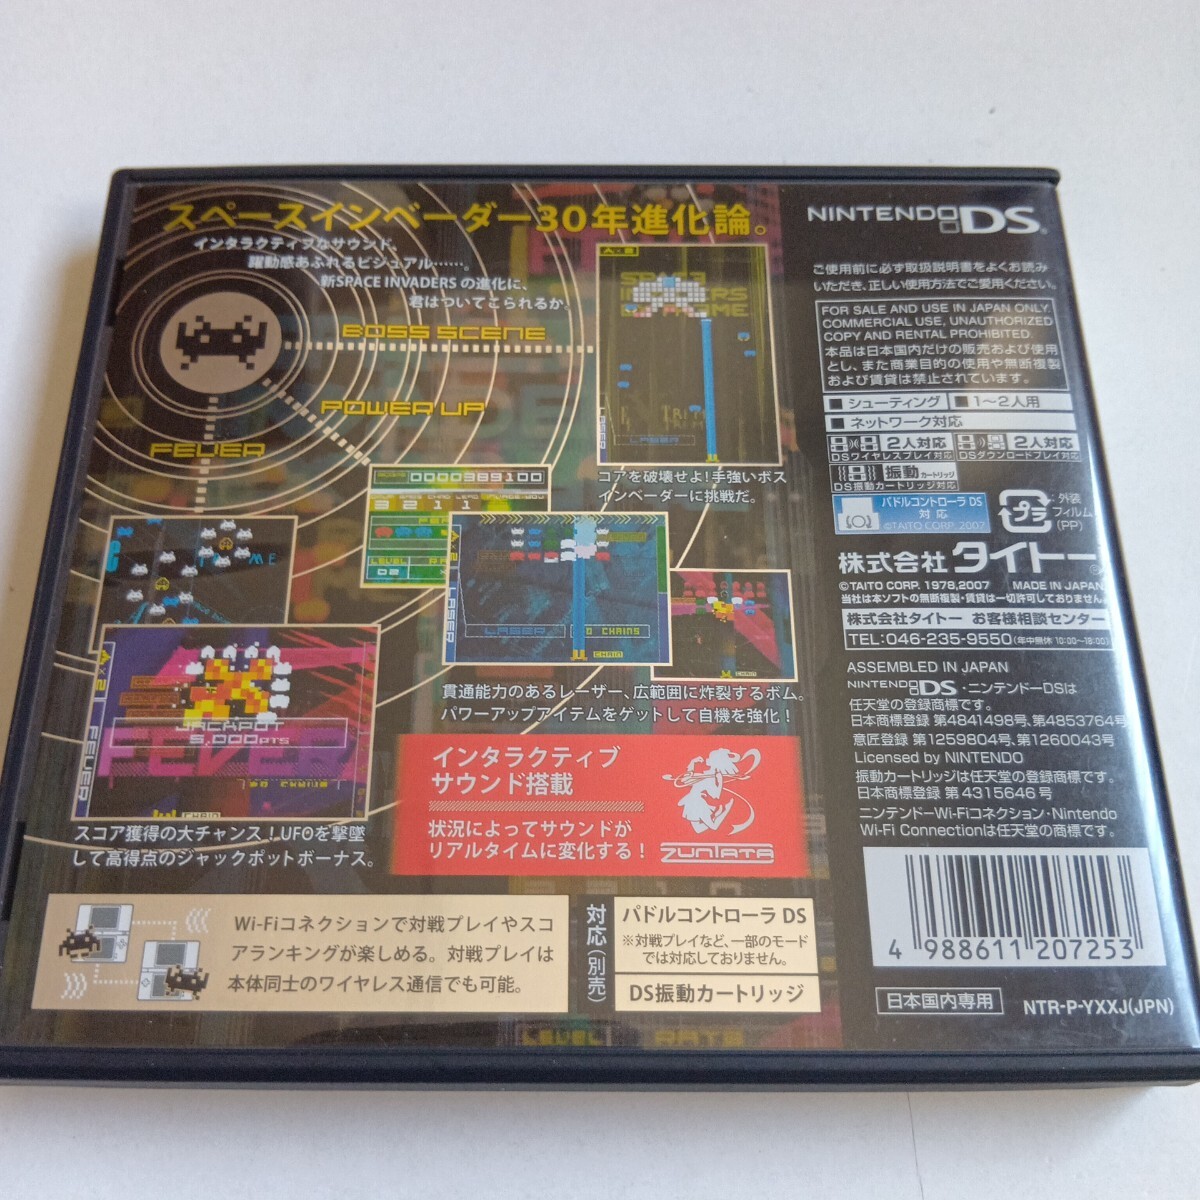 スペースインベーダー30年進化論。
インタラクティブなサウンド、
躍動感あふれるビジュアル……。
新SPACE INVADERS の進化に、
君はついてこられるか。
BOSS SCENE
POWER UP
FEVER
コアを破壊せよ!手強いボス
インベーダーに挑戦だ。
LASER
LASER
0000389100
3211
LEVEL
02
LASER
LASER
CHAINS
CHAIN
貫通能力のあるレーザー、広範囲に炸裂するボム。
パワーアップアイテムをゲットして自機を強化!
JACKPOT
5,000PTS
FEVER
FEVER
CHAIN
スコア獲得の大チャンス!UFOを撃墜
して高得点のジャックポットボーナス。
インタラクティブ
サウンド搭載
状況によってサウンドが
リアルタイムに変化する!
ZUNTATA
Wi-Fiコネクションで対戦プレイやスコ
アランキングが楽しめる。対戦プレイは
本体同士のワイヤレス通信でも可能。
対応(別売)
パドルコントローラ DS
※対戦プレイなど、一部のモード
では対応しておりません。
DS振動カートリッジ
LEVEL RATE
NINTENDO DS
ご使用前に必ず取扱説明書をよくお読み
いただき、正しい使用方法でご愛用ください。
FOR SALE AND USE IN JAPAN ONLY.
COMMERCIAL USE, UNAUTHORIZED
COPY AND RENTAL PROHIBITED.
本品は日本国内だけの販売および使用
とし、また商業目的の使用や無断複製
および賃貸は禁止されています。
■ シューティング ■ 1〜2人用
■ ネットワーク対応
2人対応 2人対応
DSワイヤレスプレイ対応 DSダウンロードプレイ対応
振動カートリッジ
DS振動カートリッジ対応
パドルコントローラ DS
対応
©TAITO CORP. 2007
プラ
:外装
フィルム
(PP)
株式会社 タイトー
©TAITO CORP. 1978,2007 MADE IN JAPAN
当社は本ソフトの無断複製・賃貸は一切許可しておりません。
株式会社タイトー お客様相談センター
TEL:046-235-9550(年中無休 10:00〜18:00)
ASSEMBLED IN JAPAN
NINTENDO DS・ニンテンドーDSは
任天堂の登録商標です。
日本商標登録 第4841498号、第4853764号
意匠登録 第1259804号、第1260043号
Licensed by NINTENDO
振動カートリッジは任天堂の登録商標です。
日本商標登録 第4315646号
ニンテンドーWi-Fiコネクション・Nintendo
Wi-Fi Connectionは任天堂の商標です。
4 988611 207253
日本国内専用
NTR-P-YXXJ(JPN)